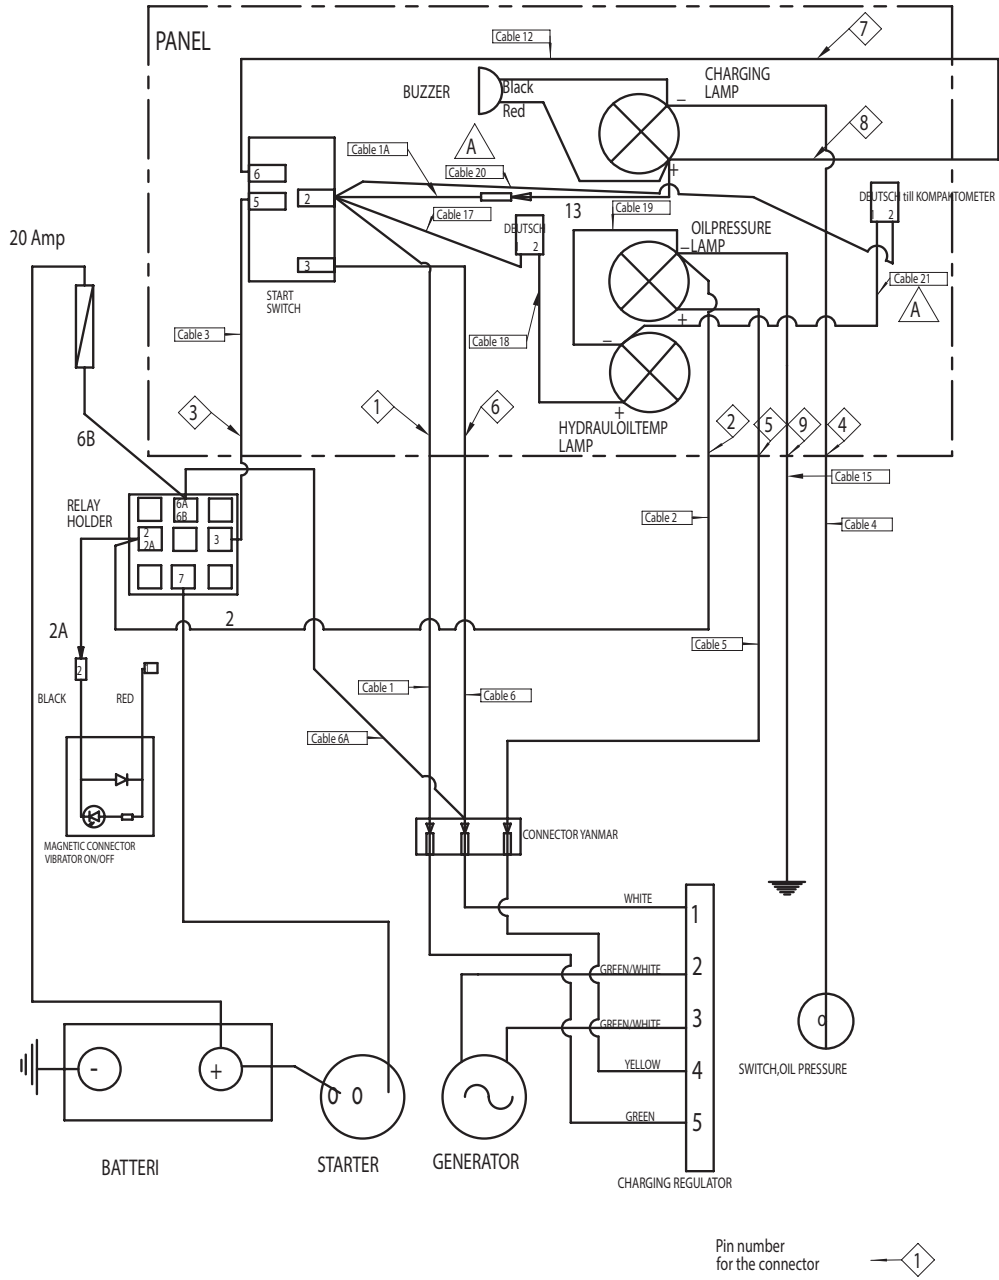 PANEL
Cable 12
7
CHARGING
LAMP
BUZZER
Black
Red
−
8
A
Cable 1A
Cable 20
+
6
5
2
3
13
Cable 17
Cable 19
DEUTSCH till KOMPAKTOMETER
1 2
DEUTSCH
1 2
OILPRESSURE
LAMP
−
20 Amp
START
SWITCH
Cable 21
A
Cable 3
Cable 18
+
−
3
1
6
+
HYDRAULOILTEMP
LAMP
2
5
9
4
6B
Cable 15
RELAY
HOLDER
6A
6B
2
2A
3
7
Cable 2
Cable 4
2
2A
Cable 5
2
1
BLACK
RED
Cable 1
Cable 6
Cable 6A
CONNECTOR YANMAR
MAGNETIC CONNECTOR
VIBRATOR ON/OFF
WHITE
1
GREEN/WHITE
2
GREEN/WHITE
3
YELLOW
4
GREEN
5
O
SWITCH,OIL PRESSURE
-
+
0 0
BATTERI
STARTER
GENERATOR
CHARGING REGULATOR
Pin number
for the connector
1